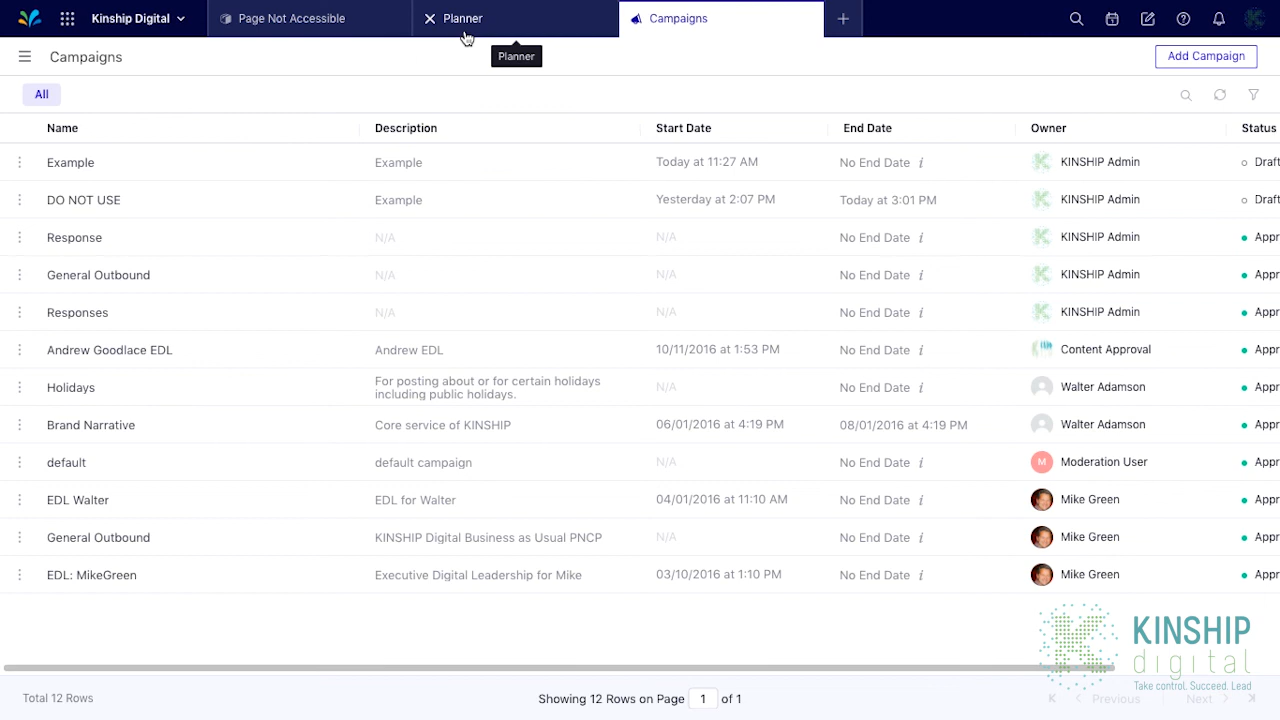 Kinship Digital
Page Not Accessible
Planner
Campaigns
Planner
Campaigns
Add Campaign
All
Name Description Start Date End Date Owner Status
Example Example Today at 11:27 AM No End Date i KINSHIP Admin Draf
DO NOT USE Example Yesterday at 2:07 PM Today at 3:01 PM KINSHIP Admin Draf
Response N/A N/A No End Date i KINSHIP Admin Appr
General Outbound N/A N/A No End Date i KINSHIP Admin Appr
Responses N/A N/A No End Date i KINSHIP Admin Appr
Andrew Goodlace EDL Andrew EDL 10/11/2016 at 1:53 PM No End Date i Content Approval Appr
Holidays For posting about or for certain holidays
including public holidays. N/A No End Date i Walter Adamson Appr
Brand Narrative Core service of KINSHIP 06/01/2016 at 4:19 PM 08/01/2016 at 4:19 PM Walter Adamson Appr
default default campaign N/A No End Date i M Moderation User Appr
EDL Walter EDL for Walter 04/01/2016 at 11:10 AM No End Date i Mike Green Appr
General Outbound KINSHIP Digital Business as Usual PNCP N/A No End Date i Mike Green Appr
EDL: MikeGreen Executive Digital Leadership for Mike 03/10/2016 at 1:10 PM No End Date i Mike Green Appr
KINSHIP
digital
Take control. Succeed. Lead
Total 12 Rows
Showing 12 Rows on Page 1 of 1
Previous
Next